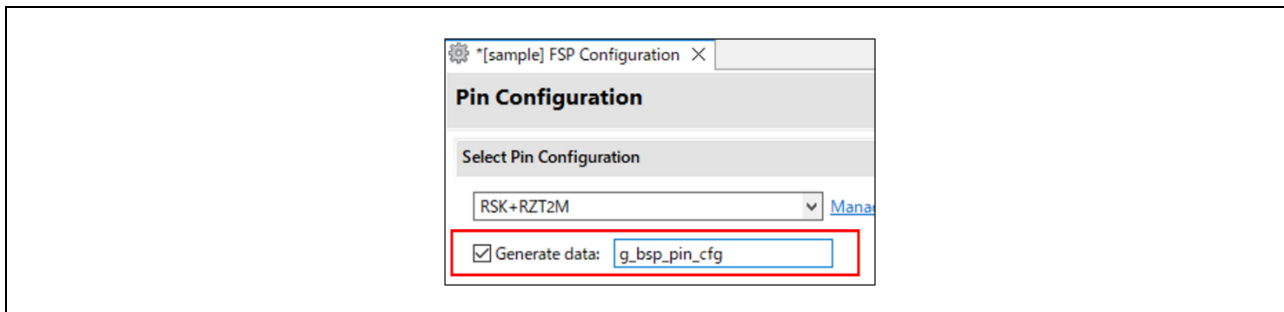 *[sample] FSP Configuration
Pin Configuration
Select Pin Configuration
RSK+RZT2M
Generate data: g_bsp_pin_cfg